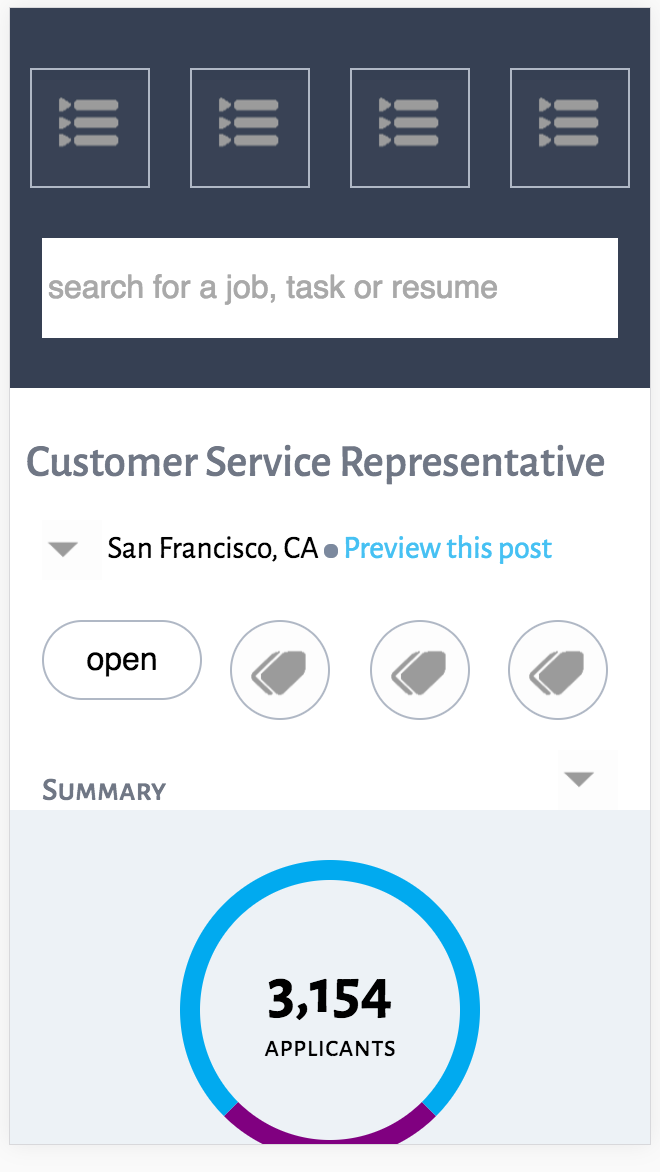 search for a job, task or resume
Customer Service Representative
San Francisco, CA Preview this post
open
Summary
3,154
APPLICANTS